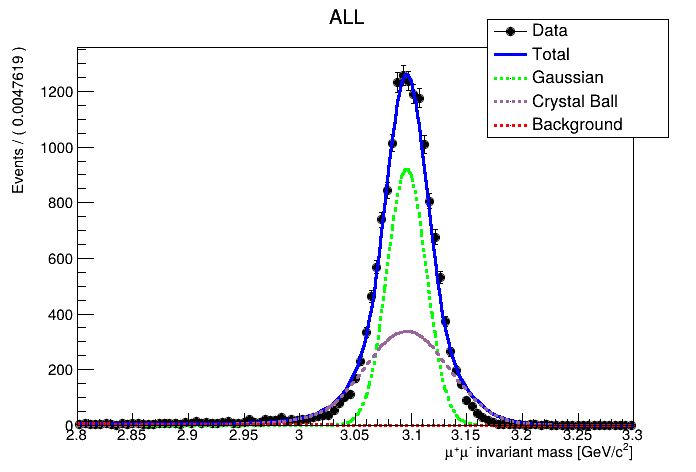 ALL
Data
Total
Gaussian
Crystal Ball
Background
Events / ( 0.0047619 )
1200
1000
800
600
400
200
0
2.8 2.85 2.9 2.95 3 3.05 3.1 3.15 3.2 3.25 3.3
μ⁺μ⁻ invariant mass [GeV/c²]